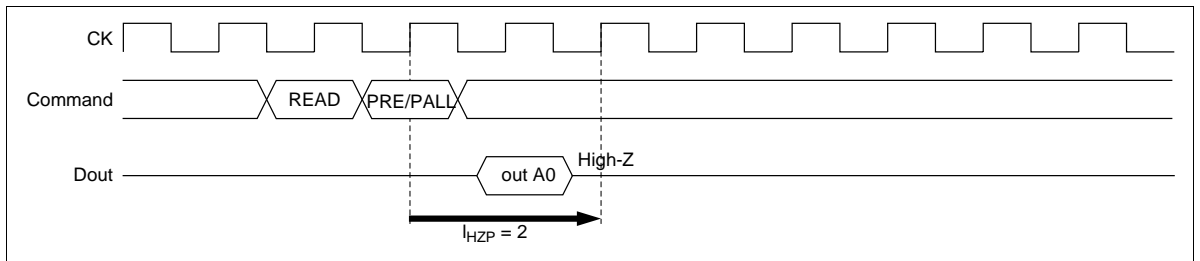 CK
Command
READ
PRE/PALL
Dout
out A0
High-Z
lHZP = 2